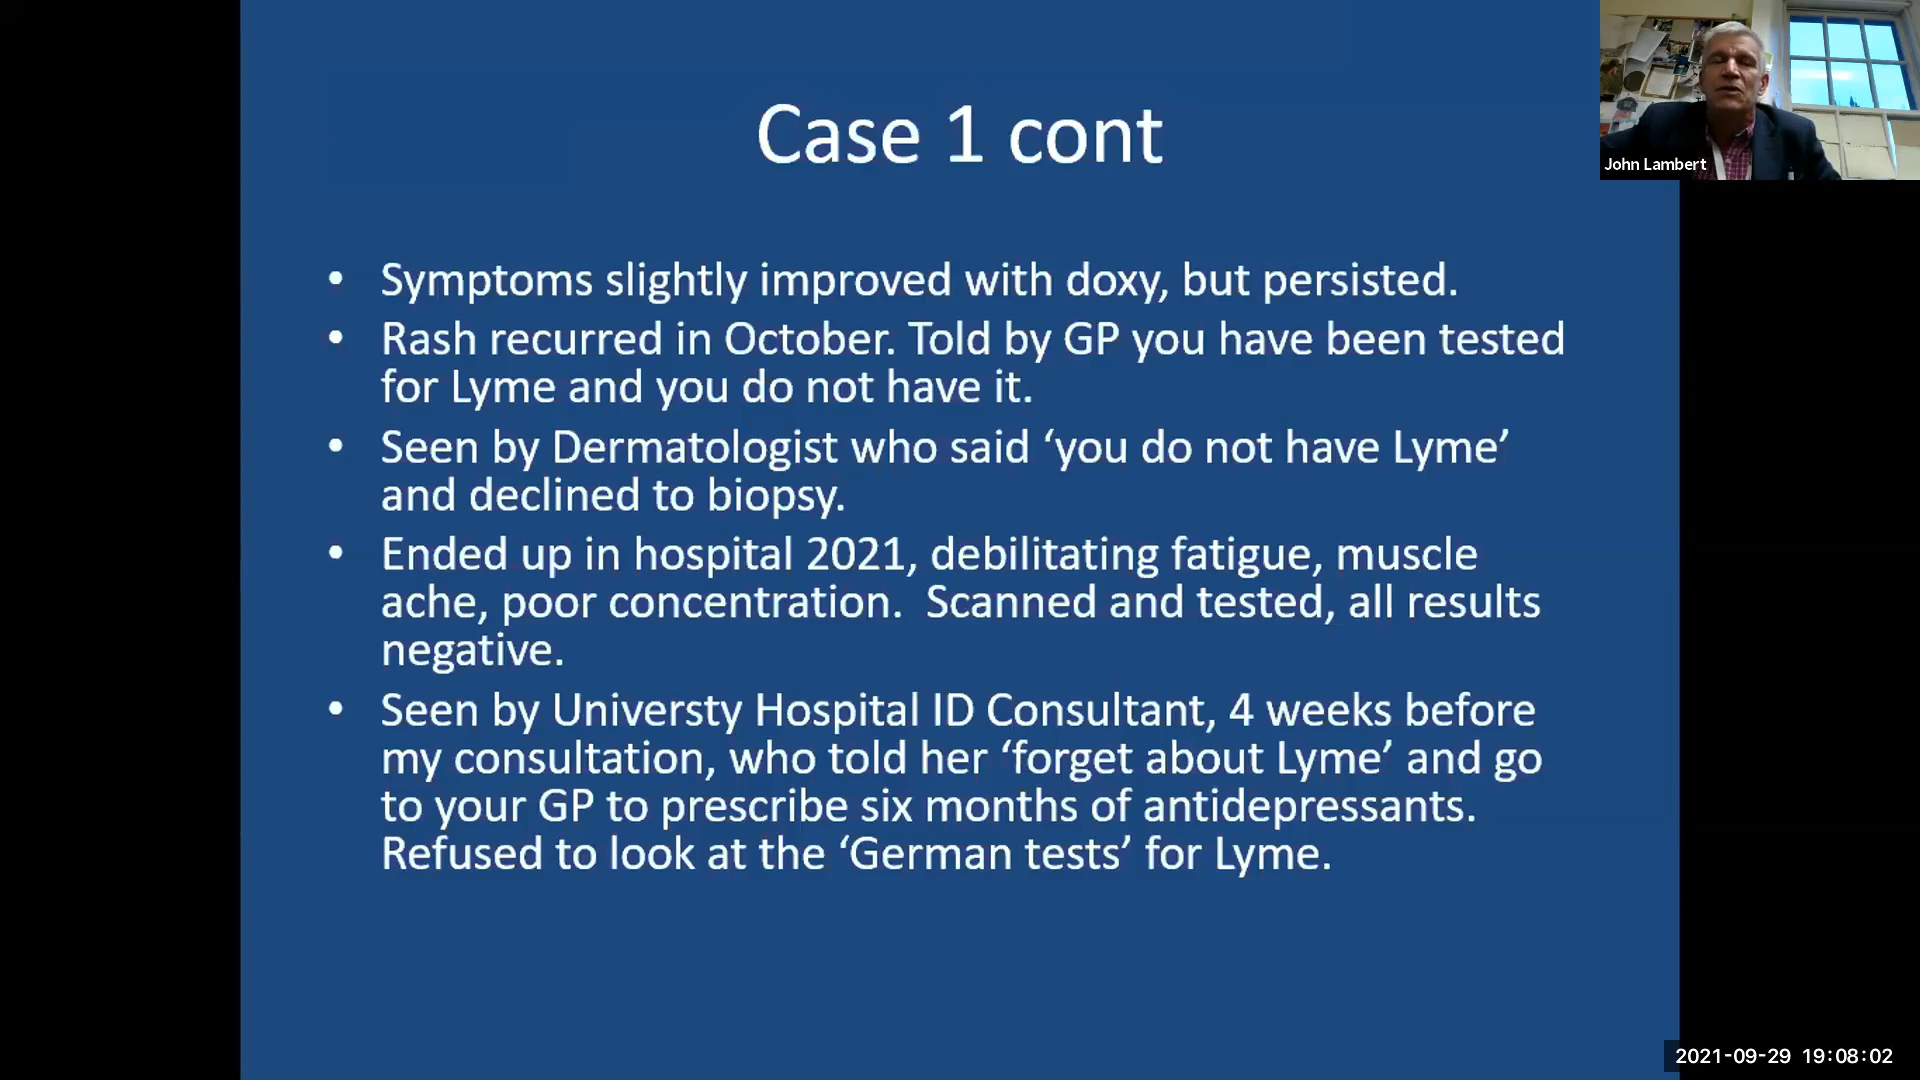 Case 1 cont
John Lambert
• Symptoms slightly improved with doxy, but persisted.
• Rash recurred in October. Told by GP you have been tested
for Lyme and you do not have it.
• Seen by Dermatologist who said ‘you do not have Lyme’
and declined to biopsy.
• Ended up in hospital 2021, debilitating fatigue, muscle
ache, poor concentration.  Scanned and tested, all results
negative.
• Seen by Universty Hospital ID Consultant, 4 weeks before
my consultation, who told her ‘forget about Lyme’ and go
to your GP to prescribe six months of antidepressants.
Refused to look at the ‘German tests’ for Lyme.
2021-09-29 19:08:02